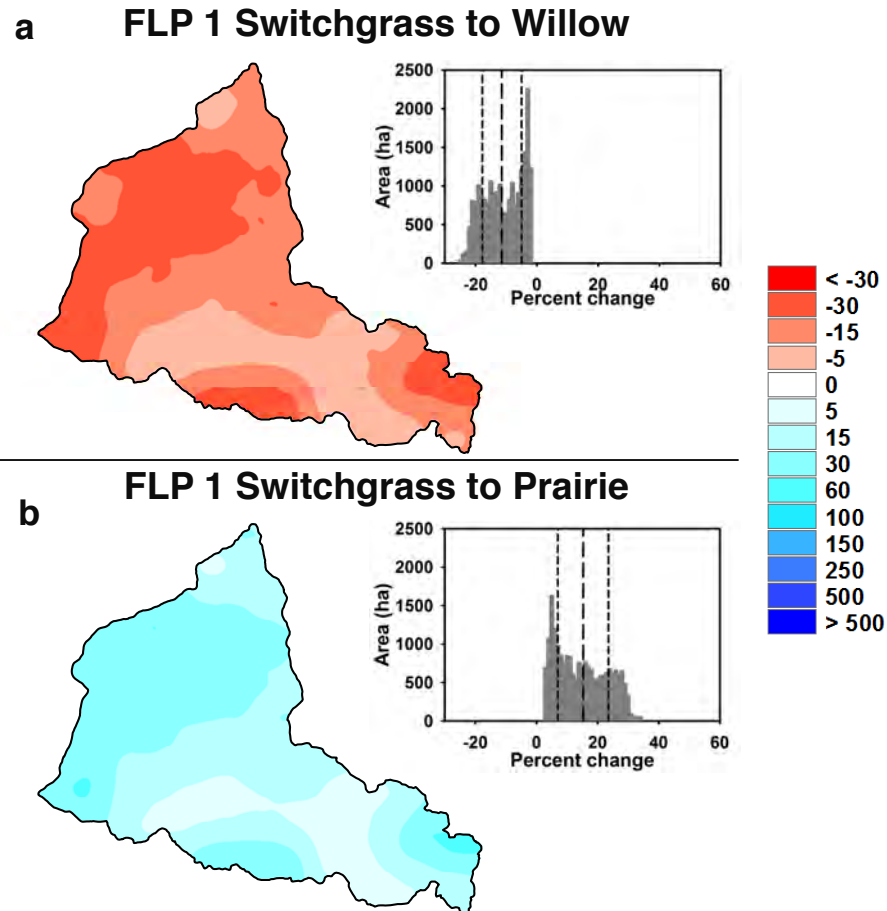 a
FLP 1 Switchgrass to Willow
2500
2000
1500
1000
500
0
Area (ha)
-20 0 20 40 60
Percent change
< -30
-30
-15
-5
0
5
15
30
60
100
150
250
500
> 500
b
FLP 1 Switchgrass to Prairie
2500
2000
1500
1000
500
0
Area (ha)
-20 0 20 40 60
Percent change